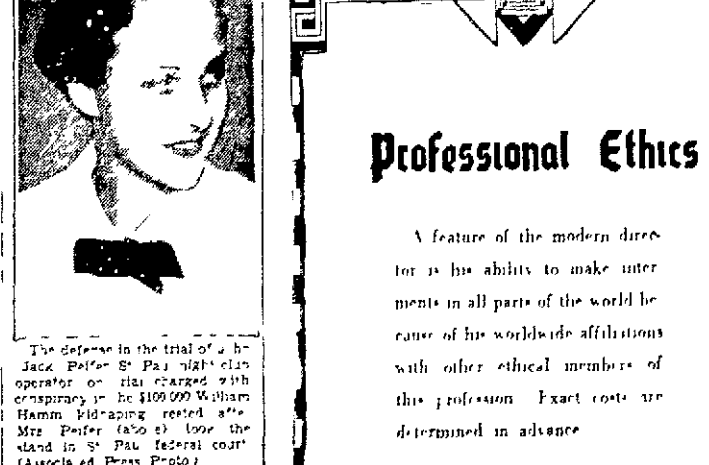 The defense in the trial of
Jack Peifer St Paul night club
operator on trial charged with
conspiracy in the $100 000 William
Hamm kidnaping rested after
Mrs Peifer (above) took the
stand in St Paul federal court
(Associated Press Photo)
Professional Ethics
A feature of the modern direc-
tor is his ability to make inter
ments in all parts of the world be
cause of his worldwide affiliations
with other ethical members of
this profession Exact costs are
determined in advance